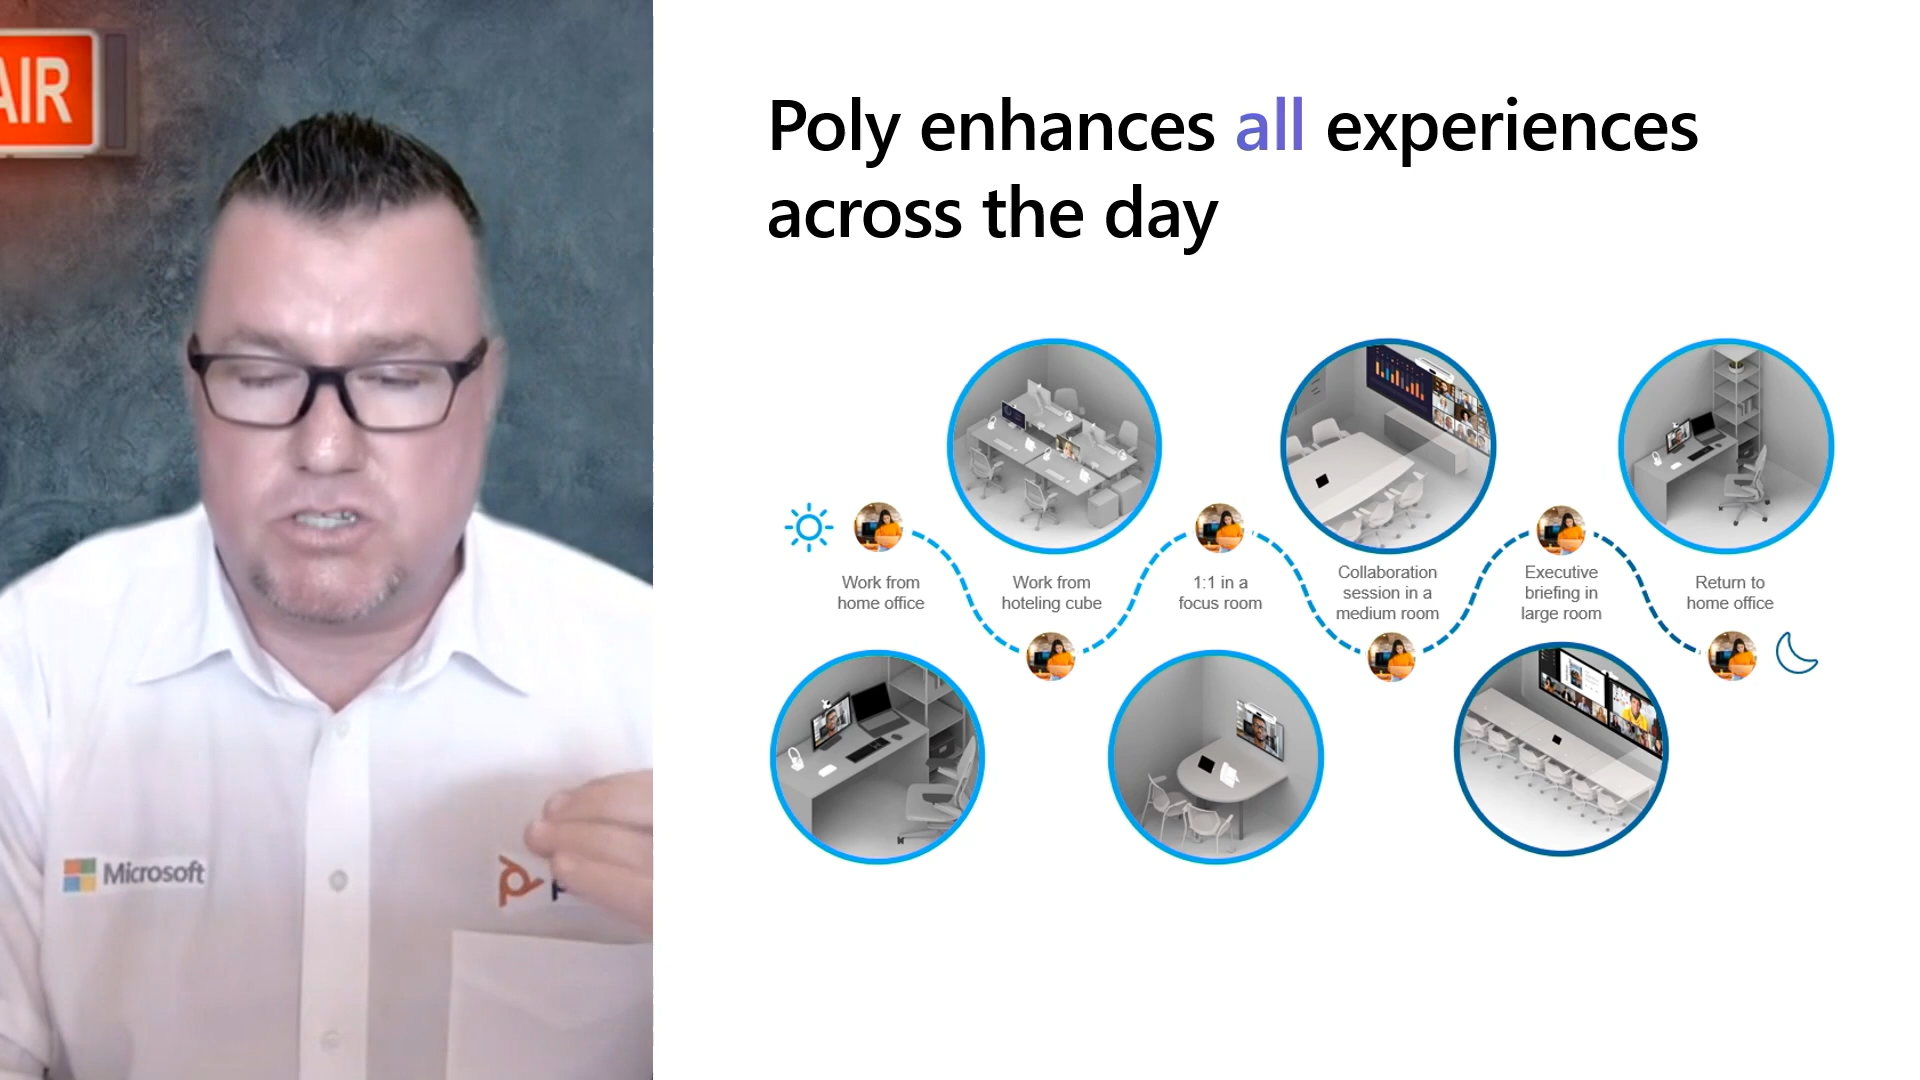 AIR
Microsoft
Poly enhances all experiences
across the day
Work from
home office
Work from
hoteling cube
1:1 in a
focus room
Collaboration
session in a
medium room
Executive
briefing in
large room
Return to
home office